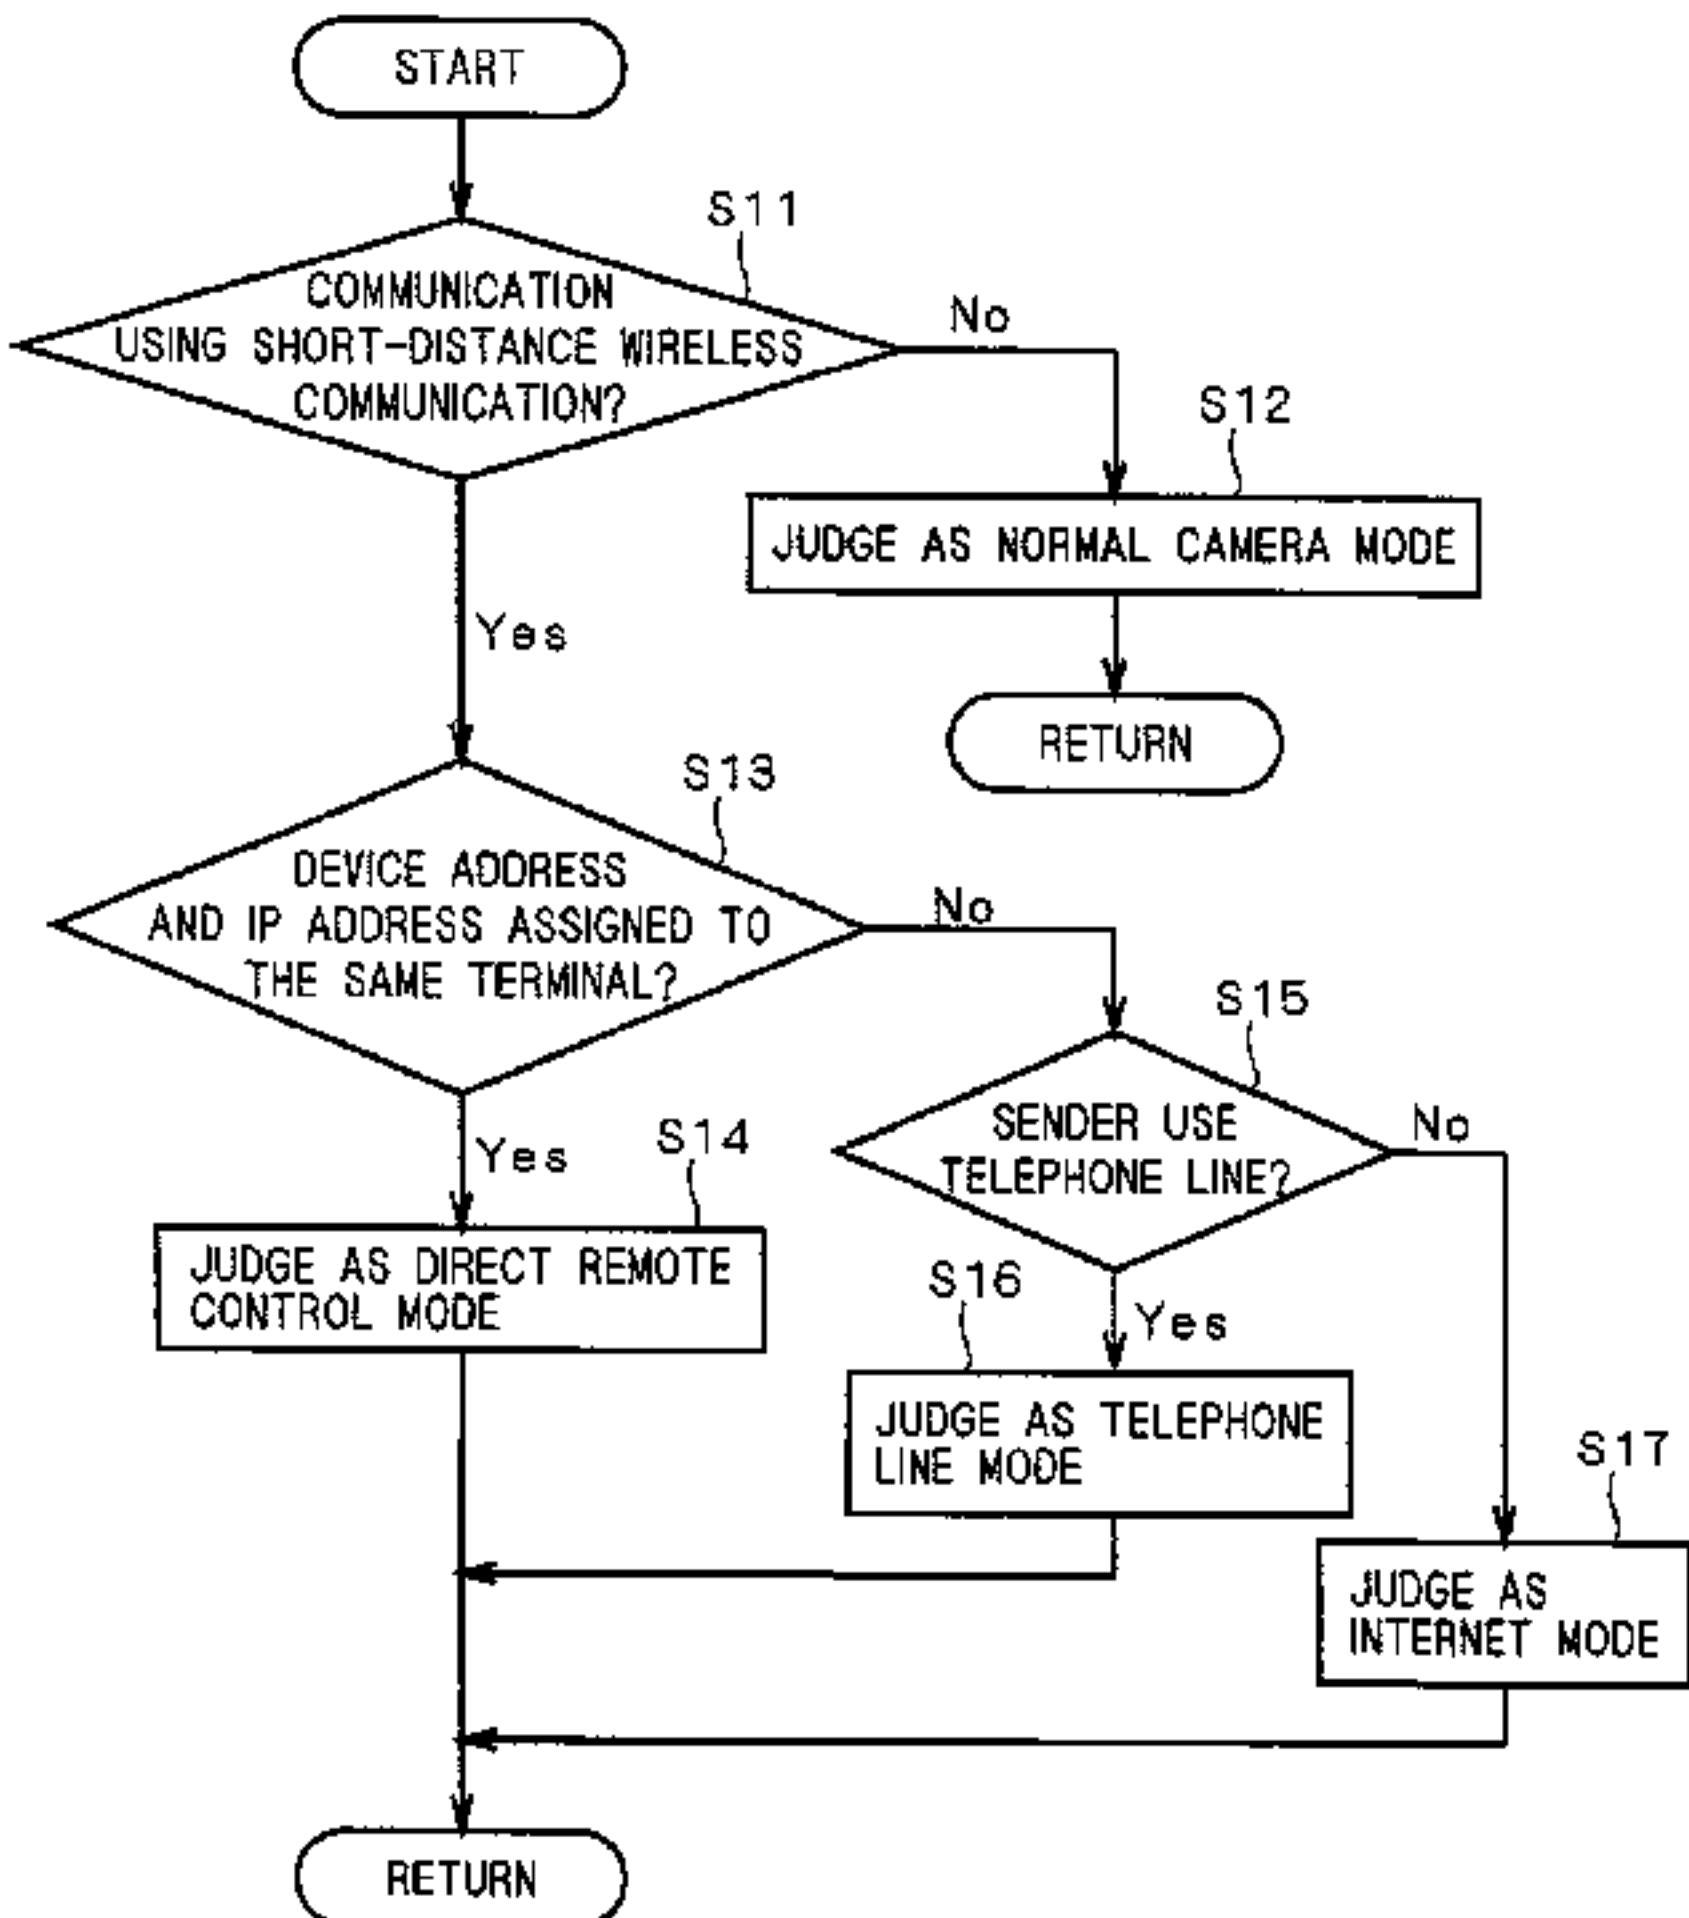 START
S11
COMMUNICATION
USING SHORT-DISTANCE WIRELESS
COMMUNICATION?
No
S12
JUDGE AS NORMAL CAMERA MODE
Yes
RETURN
S13
DEVICE ADDRESS
AND IP ADDRESS ASSIGNED TO
THE SAME TERMINAL?
No
S15
SENDER USE
TELEPHONE LINE?
No
Yes
S14
JUDGE AS DIRECT REMOTE
CONTROL MODE
S16
Yes
JUDGE AS TELEPHONE
LINE MODE
S17
JUDGE AS
INTERNET MODE
RETURN